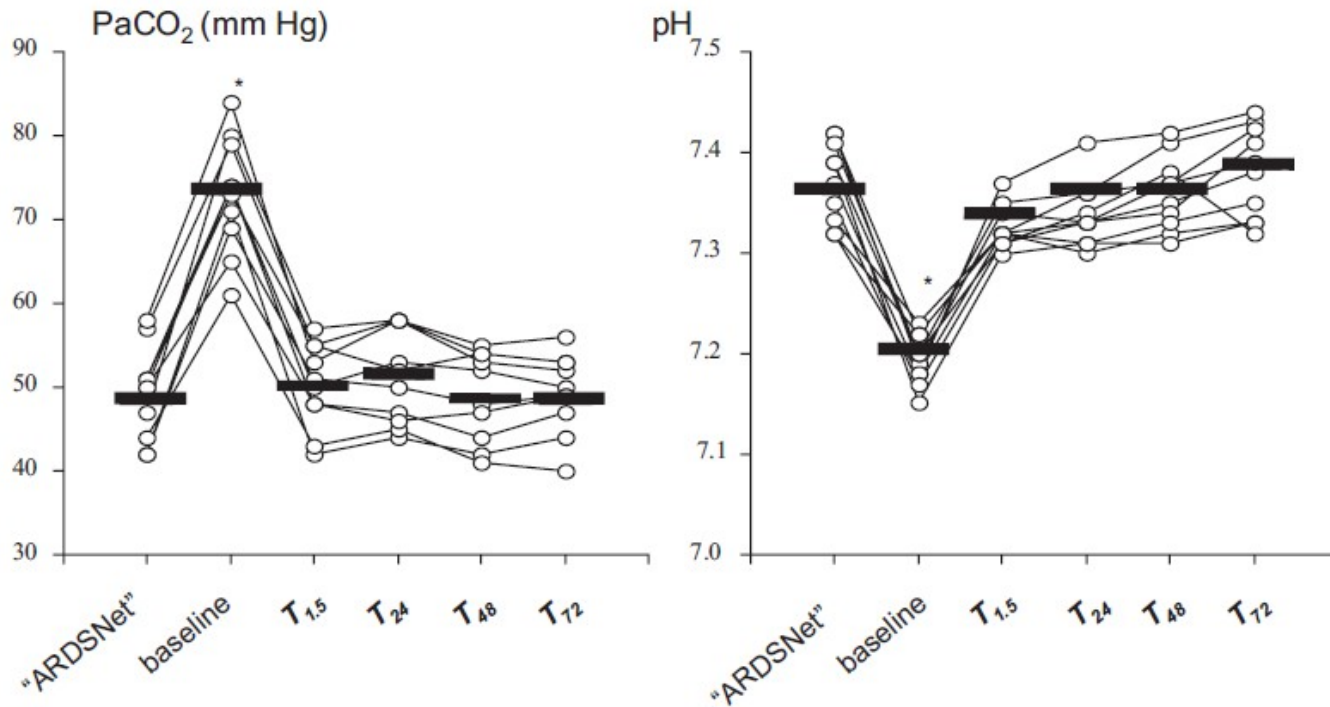 PaCO₂ (mm Hg)
90
80
70
60
50
40
30
*
“ARDSNet”
baseline
T₁.₅
T₂₄
T₄₈
T₇₂
pH
7.5
7.4
7.3
7.2
7.1
7.0
*
“ARDSNet”
baseline
T₁.₅
T₂₄
T₄₈
T₇₂